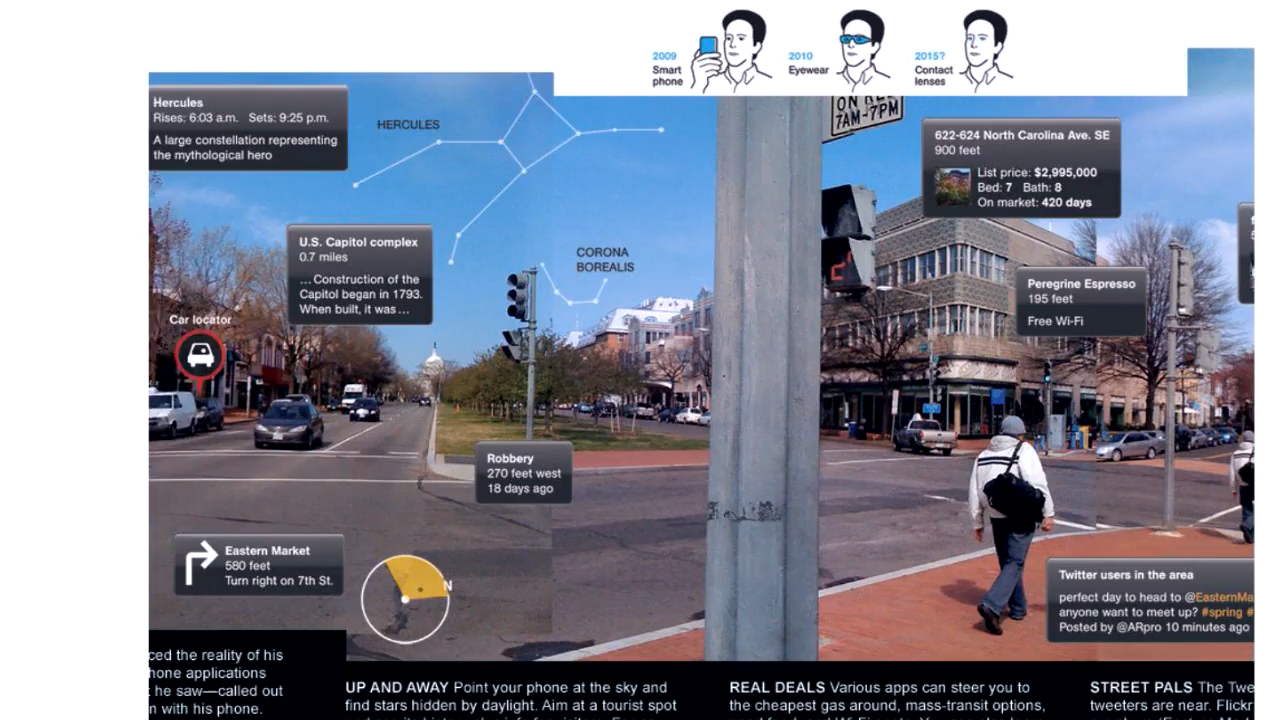 2009
Smart
phone
2010
Eyewear
2015?
Contact
lenses
Hercules
Rises: 6:03 a.m. Sets: 9:25 p.m.
A large constellation representing
the mythological hero
HERCULES
ON RED
7AM-7PM
622-624 North Carolina Ave. SE
900 feet
List price: $2,995,000
Bed: 7 Bath: 8
On market: 420 days
U.S. Capitol complex
0.7 miles
...Construction of the
Capitol began in 1793.
When built, it was...
CORONA
BOREALIS
Peregrine Espresso
195 feet
Free Wi-Fi
Car locator
Robbery
270 feet west
18 days ago
Eastern Market
580 feet
Turn right on 7th St.
N
Twitter users in the area
perfect day to head to @EasternMa
anyone want to meet up? #spring #
Posted by @ARpro 10 minutes ago
ced the reality of his
hone applications
he saw—called out
n with his phone.
UP AND AWAY Point your phone at the sky and
find stars hidden by daylight. Aim at a tourist spot
REAL DEALS Various apps can steer you to
the cheapest gas around, mass-transit options,
STREET PALS The Twe
tweeters are near. Flickr